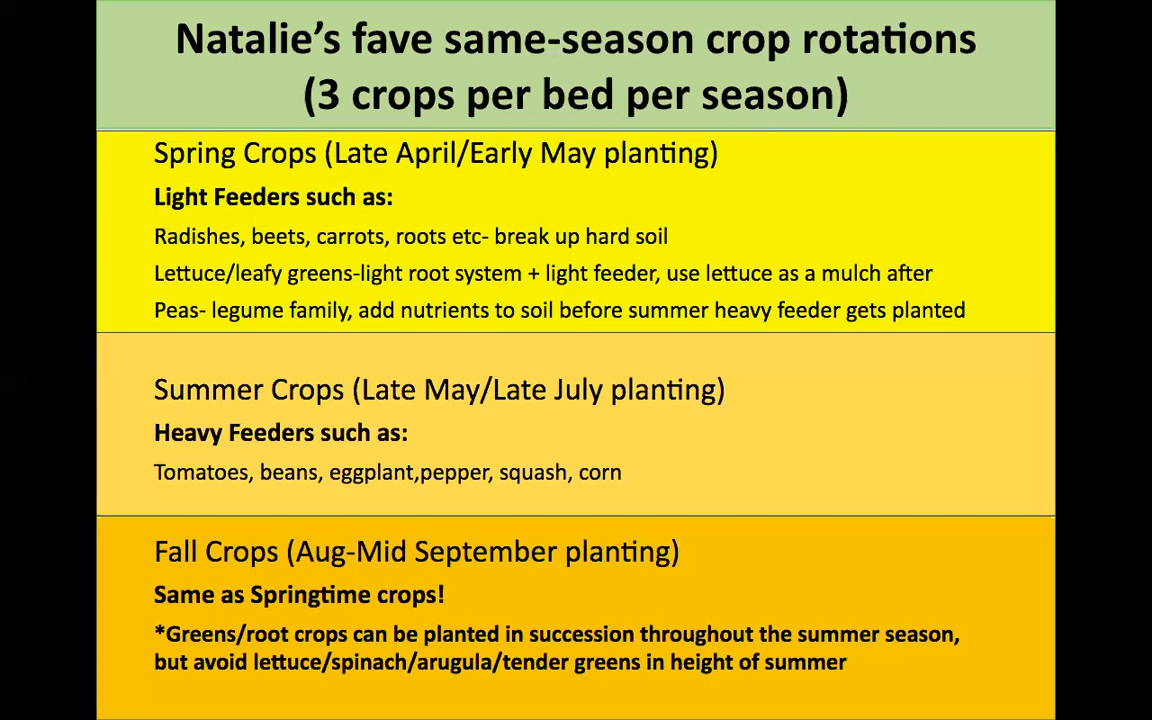 Natalie’s fave same-season crop rotations
(3 crops per bed per season)
Spring Crops (Late April/Early May planting)
Light Feeders such as:
Radishes, beets, carrots, roots etc- break up hard soil
Lettuce/leafy greens-light root system + light feeder, use lettuce as a mulch after
Peas- legume family, add nutrients to soil before summer heavy feeder gets planted
Summer Crops (Late May/Late July planting)
Heavy Feeders such as:
Tomatoes, beans, eggplant,pepper, squash, corn
Fall Crops (Aug-Mid September planting)
Same as Springtime crops!
*Greens/root crops can be planted in succession throughout the summer season,
but avoid lettuce/spinach/arugula/tender greens in height of summer